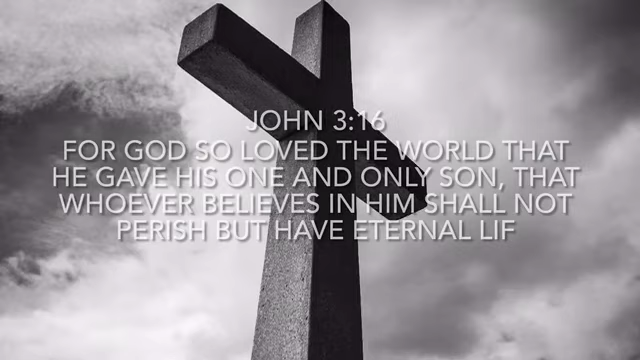 JOHN 3:16
FOR GOD SO LOVED THE WORLD THAT
HE GAVE HIS ONE AND ONLY SON, THAT
WHOEVER BELIEVES IN HIM SHALL NOT
PERISH BUT HAVE ETERNAL LIF